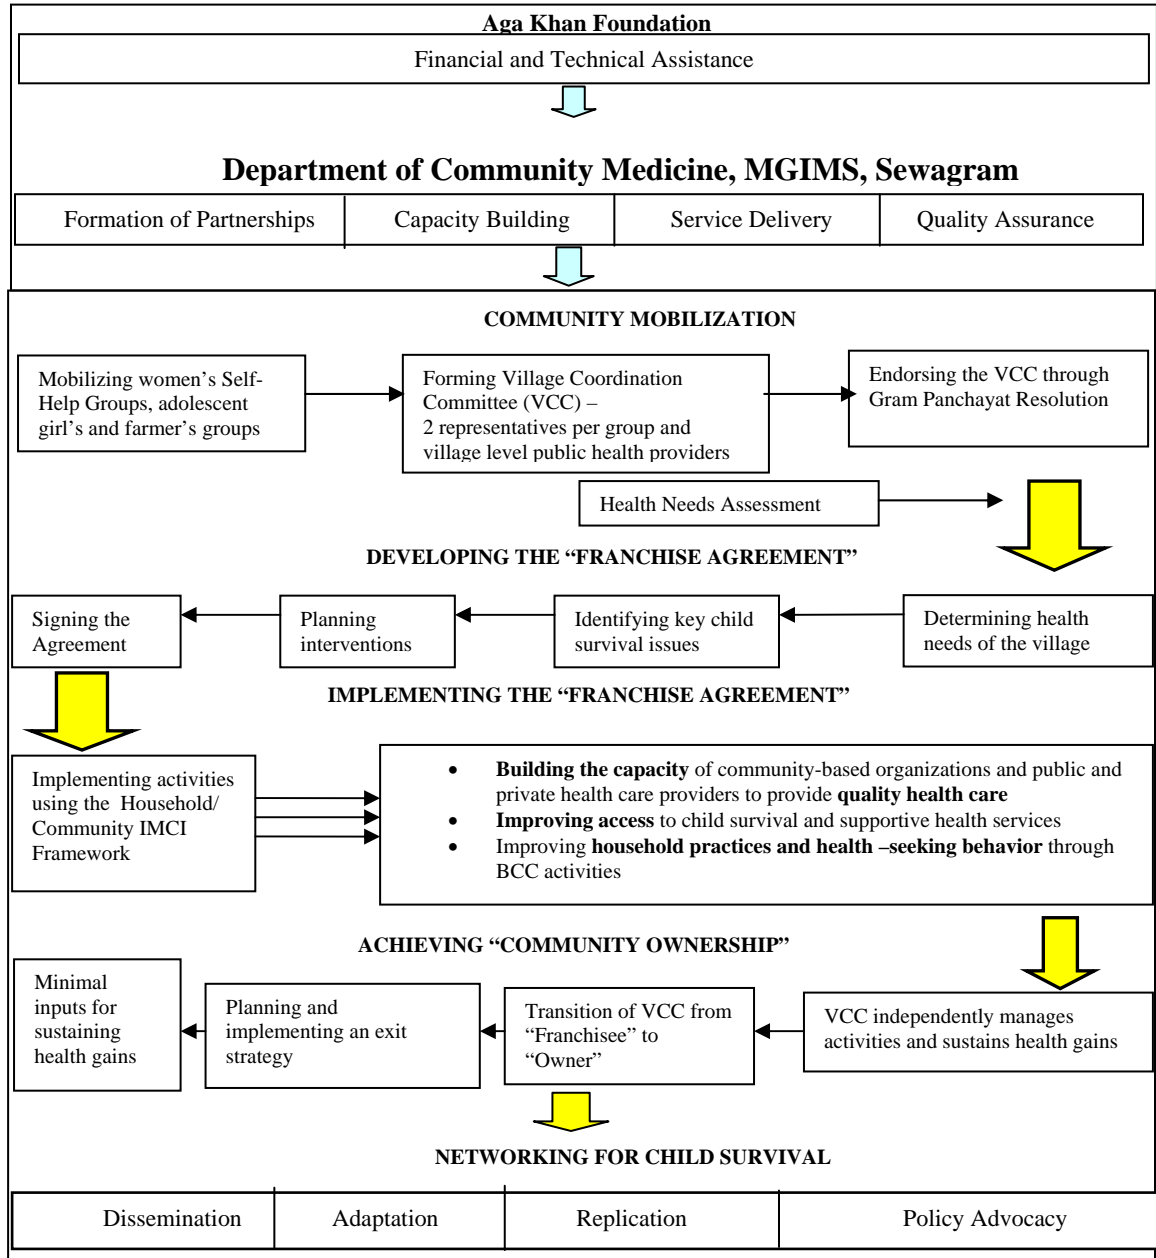 Aga Khan Foundation
Financial and Technical Assistance
Department of Community Medicine, MGIMS, Sewagram
Formation of Partnerships
Capacity Building
Service Delivery
Quality Assurance
COMMUNITY MOBILIZATION
Mobilizing women’s Self-
Help Groups, adolescent
girl’s and farmer’s groups
Forming Village Coordination
Committee (VCC) –
2 representatives per group and
village level public health providers
Endorsing the VCC through
Gram Panchayat Resolution
Health Needs Assessment
DEVELOPING THE “FRANCHISE AGREEMENT”
Signing the
Agreement
Planning
interventions
Identifying key child
survival issues
Determining health
needs of the village
IMPLEMENTING THE “FRANCHISE AGREEMENT”
Implementing activities
using the Household/
Community IMCI
Framework
• Building the capacity of community-based organizations and public and
private health care providers to provide quality health care
• Improving access to child survival and supportive health services
• Improving household practices and health –seeking behavior through
BCC activities
ACHIEVING “COMMUNITY OWNERSHIP”
Minimal
inputs for
sustaining
health gains
Planning and
implementing an exit
strategy
Transition of VCC from
“Franchisee” to
“Owner”
VCC independently manages
activities and sustains health gains
NETWORKING FOR CHILD SURVIVAL
Dissemination
Adaptation
Replication
Policy Advocacy